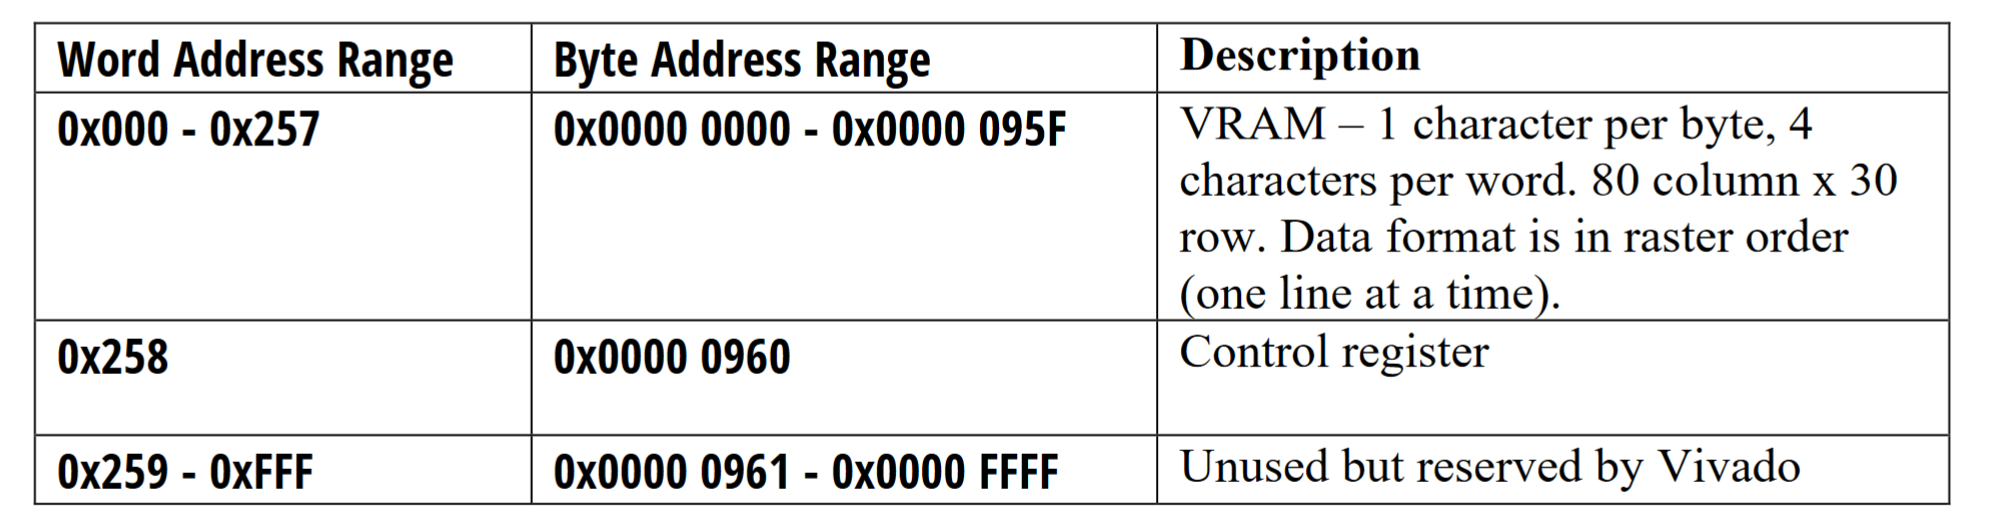 Word Address Range
Byte Address Range
Description
0x000 - 0x257
0x0000 0000 - 0x0000 095F
VRAM – 1 character per byte, 4
characters per word. 80 column x 30
row. Data format is in raster order
(one line at a time).
0x258
0x0000 0960
Control register
0x259 - 0xFFF
0x0000 0961 - 0x0000 FFFF
Unused but reserved by Vivado